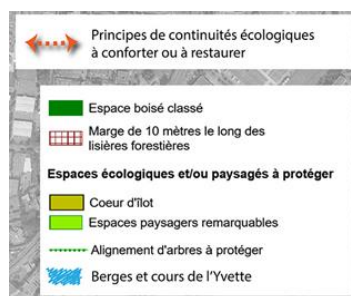 Principes de continuités écologiques
à conforter ou à restaurer
Espace boisé classé
Marge de 10 mètres le long des
lisières forestières
Espaces écologiques et/ou paysagés à protéger
Coeur d'îlot
Espaces paysagers remarquables
Alignement d'arbres à protéger
Berges et cours de l'Yvette